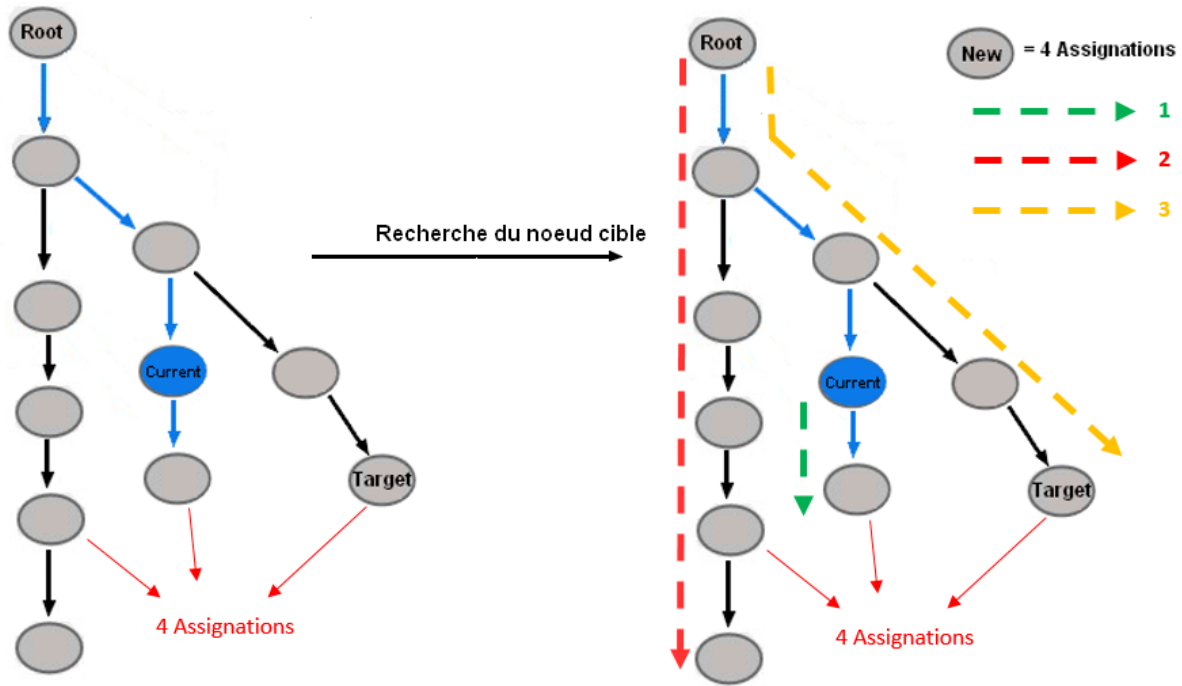 Root
Current
Target
4 Assignations
Recherche du noeud cible
Root
Current
Target
4 Assignations
New = 4 Assignations
1
2
3